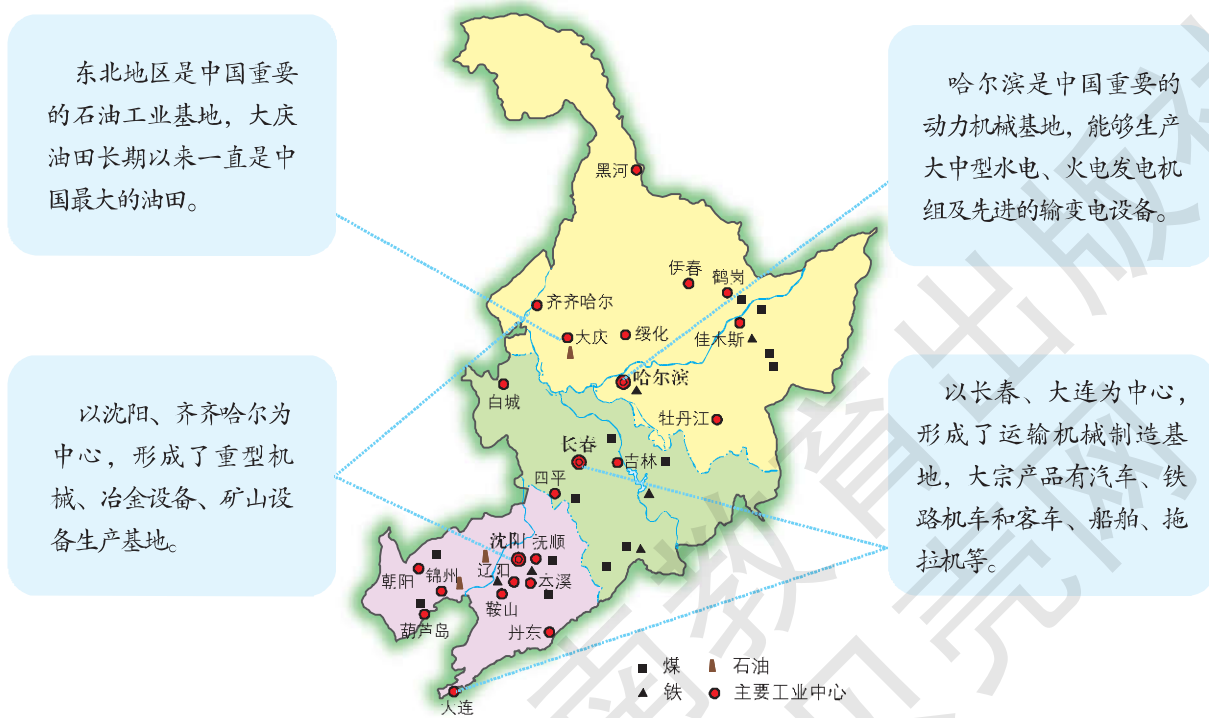 东北地区是中国重要
的石油工业基地，大庆
油田长期以来一直是中
国最大的油田。
哈尔滨是中国重要的
动力机械基地，能够生产
大中型水电、火电发电机
组及先进的输变电设备。
以沈阳、齐齐哈尔为
中心，形成了重型机
械、冶金设备、矿山设
备生产基地。
以长春、大连为中心，
形成了运输机械制造基
地，大宗产品有汽车、铁
路机车和客车、船舶、拖
拉机等。
黑河
伊春
鹤岗
齐齐哈尔
大庆
绥化
佳木斯
哈尔滨
白城
牡丹江
长春
吉林
四平
沈阳
抚顺
辽阳
本溪
朝阳
锦州
鞍山
葫芦岛
丹东
大连
煤
石油
铁
主要工业中心
南教育出版社
贝壳网